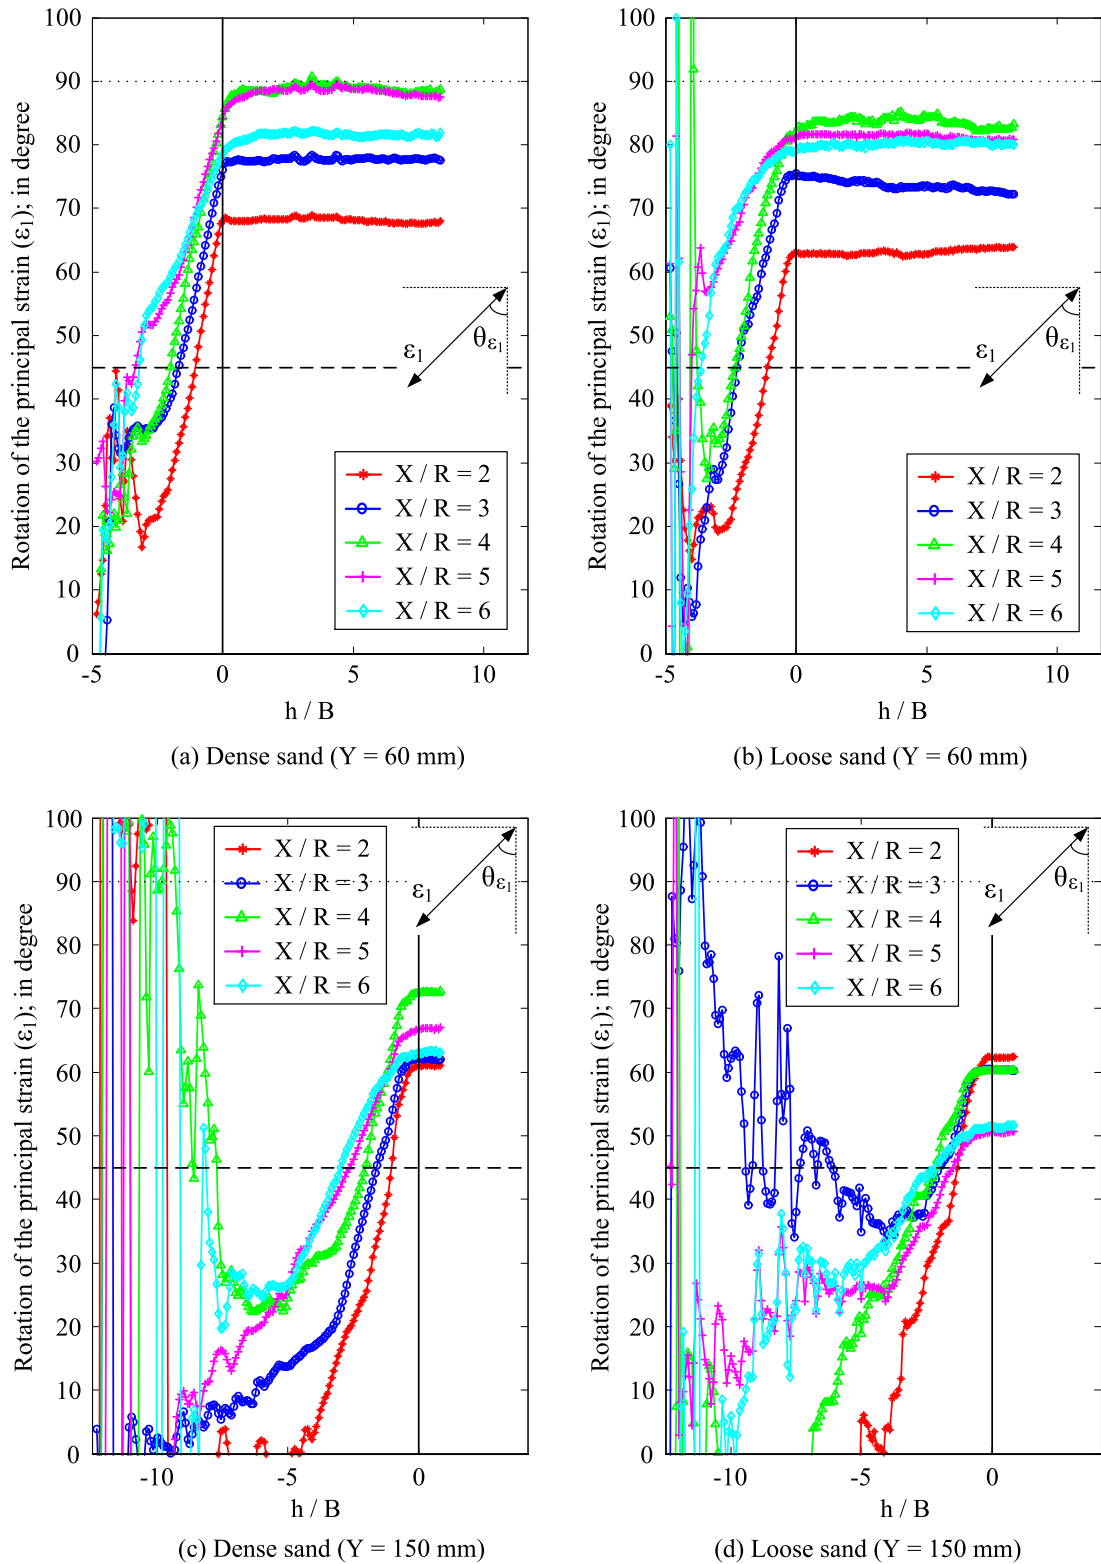 100
90
80
70
60
50
40
30
20
10
0
-5
0
5
10
Rotation of the principal strain (ε1); in degree
h / B
ε1
θε1
X / R = 2
X / R = 3
X / R = 4
X / R = 5
X / R = 6
(a) Dense sand (Y = 60 mm)
100
90
80
70
60
50
40
30
20
10
0
-5
0
5
10
Rotation of the principal strain (ε1); in degree
h / B
ε1
θε1
X / R = 2
X / R = 3
X / R = 4
X / R = 5
X / R = 6
(b) Loose sand (Y = 60 mm)
100
90
80
70
60
50
40
30
20
10
0
-10
-5
0
Rotation of the principal strain (ε1); in degree
h / B
X / R = 2
X / R = 3
X / R = 4
X / R = 5
X / R = 6
ε1
θε1
(c) Dense sand (Y = 150 mm)
100
90
80
70
60
50
40
30
20
10
0
-10
-5
0
Rotation of the principal strain (ε1); in degree
h / B
X / R = 2
X / R = 3
X / R = 4
X / R = 5
X / R = 6
ε1
θε1
(d) Loose sand (Y = 150 mm)